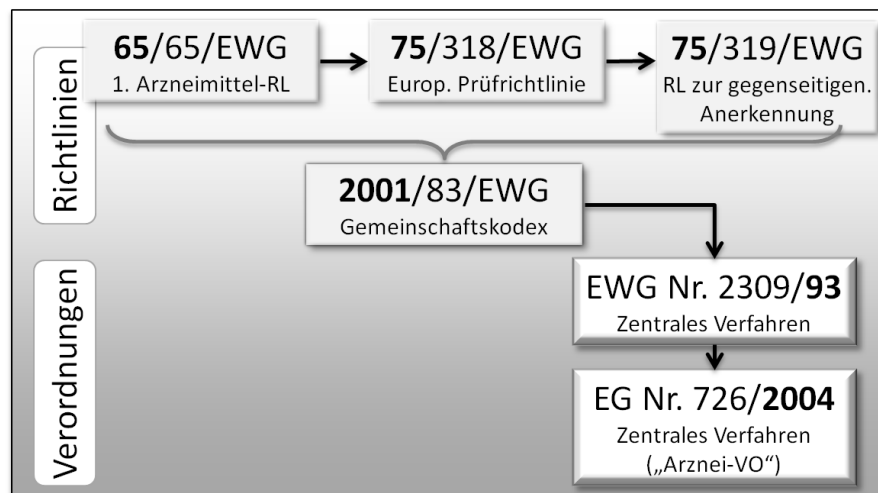 Richtlinien
65/65/EWG
1. Arzneimittel-RL
75/318/EWG
Europ. Prüfrichtlinie
75/319/EWG
RL zur gegenseitigen.
Anerkennung
2001/83/EWG
Gemeinschaftskodex
Verordnungen
EWG Nr. 2309/93
Zentrales Verfahren
EG Nr. 726/2004
Zentrales Verfahren
(„Arznei-VO“)